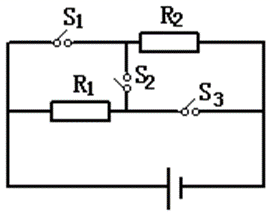 S₁ R₂
S₂
R₁ S₃